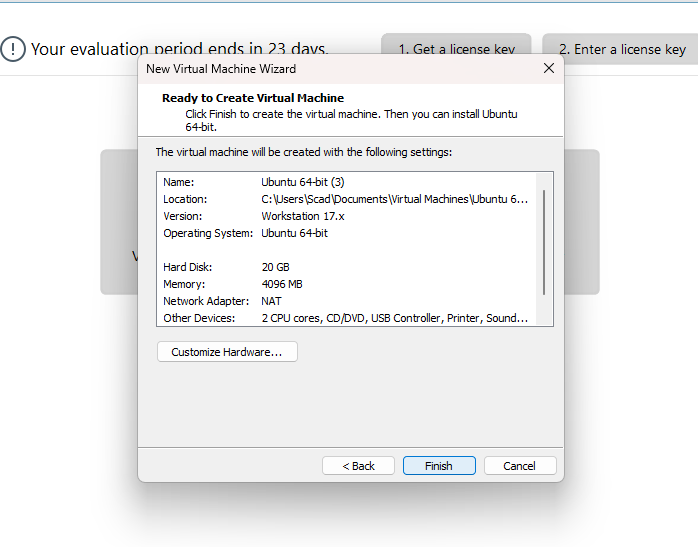 Your evaluation period ends in 23 days.
1. Get a license key
2. Enter a license key
New Virtual Machine Wizard
Ready to Create Virtual Machine
Click Finish to create the virtual machine. Then you can install Ubuntu
64-bit.
The virtual machine will be created with the following settings:
Name: Ubuntu 64-bit (3)
Location: C:\Users\Scad\Documents\Virtual Machines\Ubuntu 6...
Version: Workstation 17.x
Operating System: Ubuntu 64-bit
Hard Disk: 20 GB
Memory: 4096 MB
Network Adapter: NAT
Other Devices: 2 CPU cores, CD/DVD, USB Controller, Printer, Sound...
Customize Hardware...
< Back
Finish
Cancel